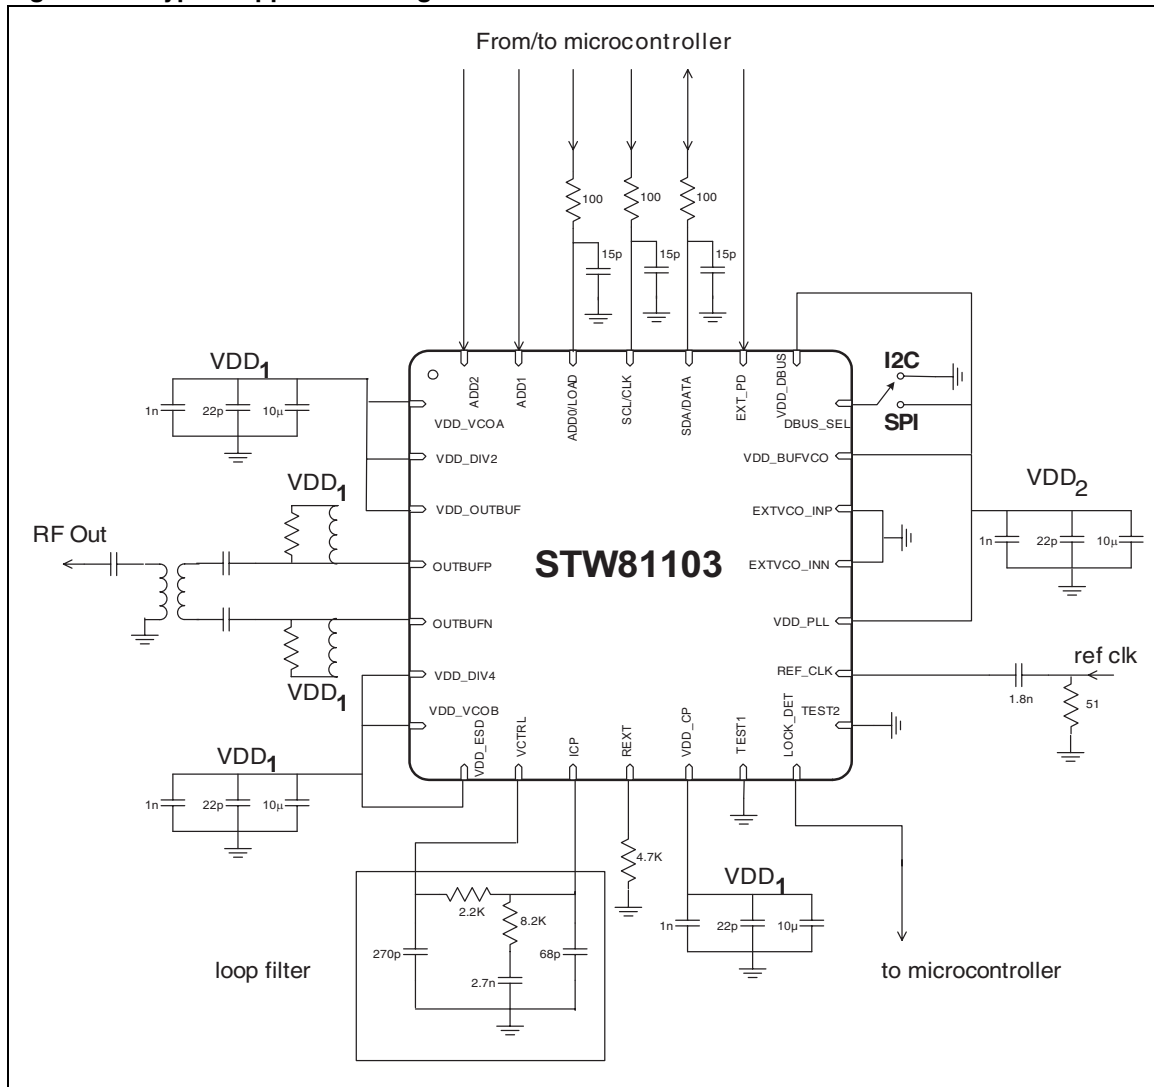 From/to microcontroller
100
100
100
15p
15p
15p
VDD1
1n
22p
10µ
ADD2
ADD1
ADD0/LOAD
SCL/CLK
SDA/DATA
EXT_PD
VDD_DBUS
I2C
SPI
VDD_VCOA
DBUS_SEL
VDD_DIV2
VDD_BUFVCO
VDD2
VDD1
VDD_OUTBUF
EXTVCO_INP
1n
22p
10µ
RF Out
OUTBUFP
STW81103
EXTVCO_INN
OUTBUFN
VDD_PLL
ref clk
VDD_DIV4
REF_CLK
VDD1
1.8n
51
VDD_VCOB
TEST2
VDD_ESD
VCTRL
ICP
REXT
VDD_CP
TEST1
LOCK_DET
VDD1
1n
22p
10µ
4.7K
VDD1
2.2K
8.2K
1n
22p
10µ
270p
68p
2.7n
loop filter
to microcontroller